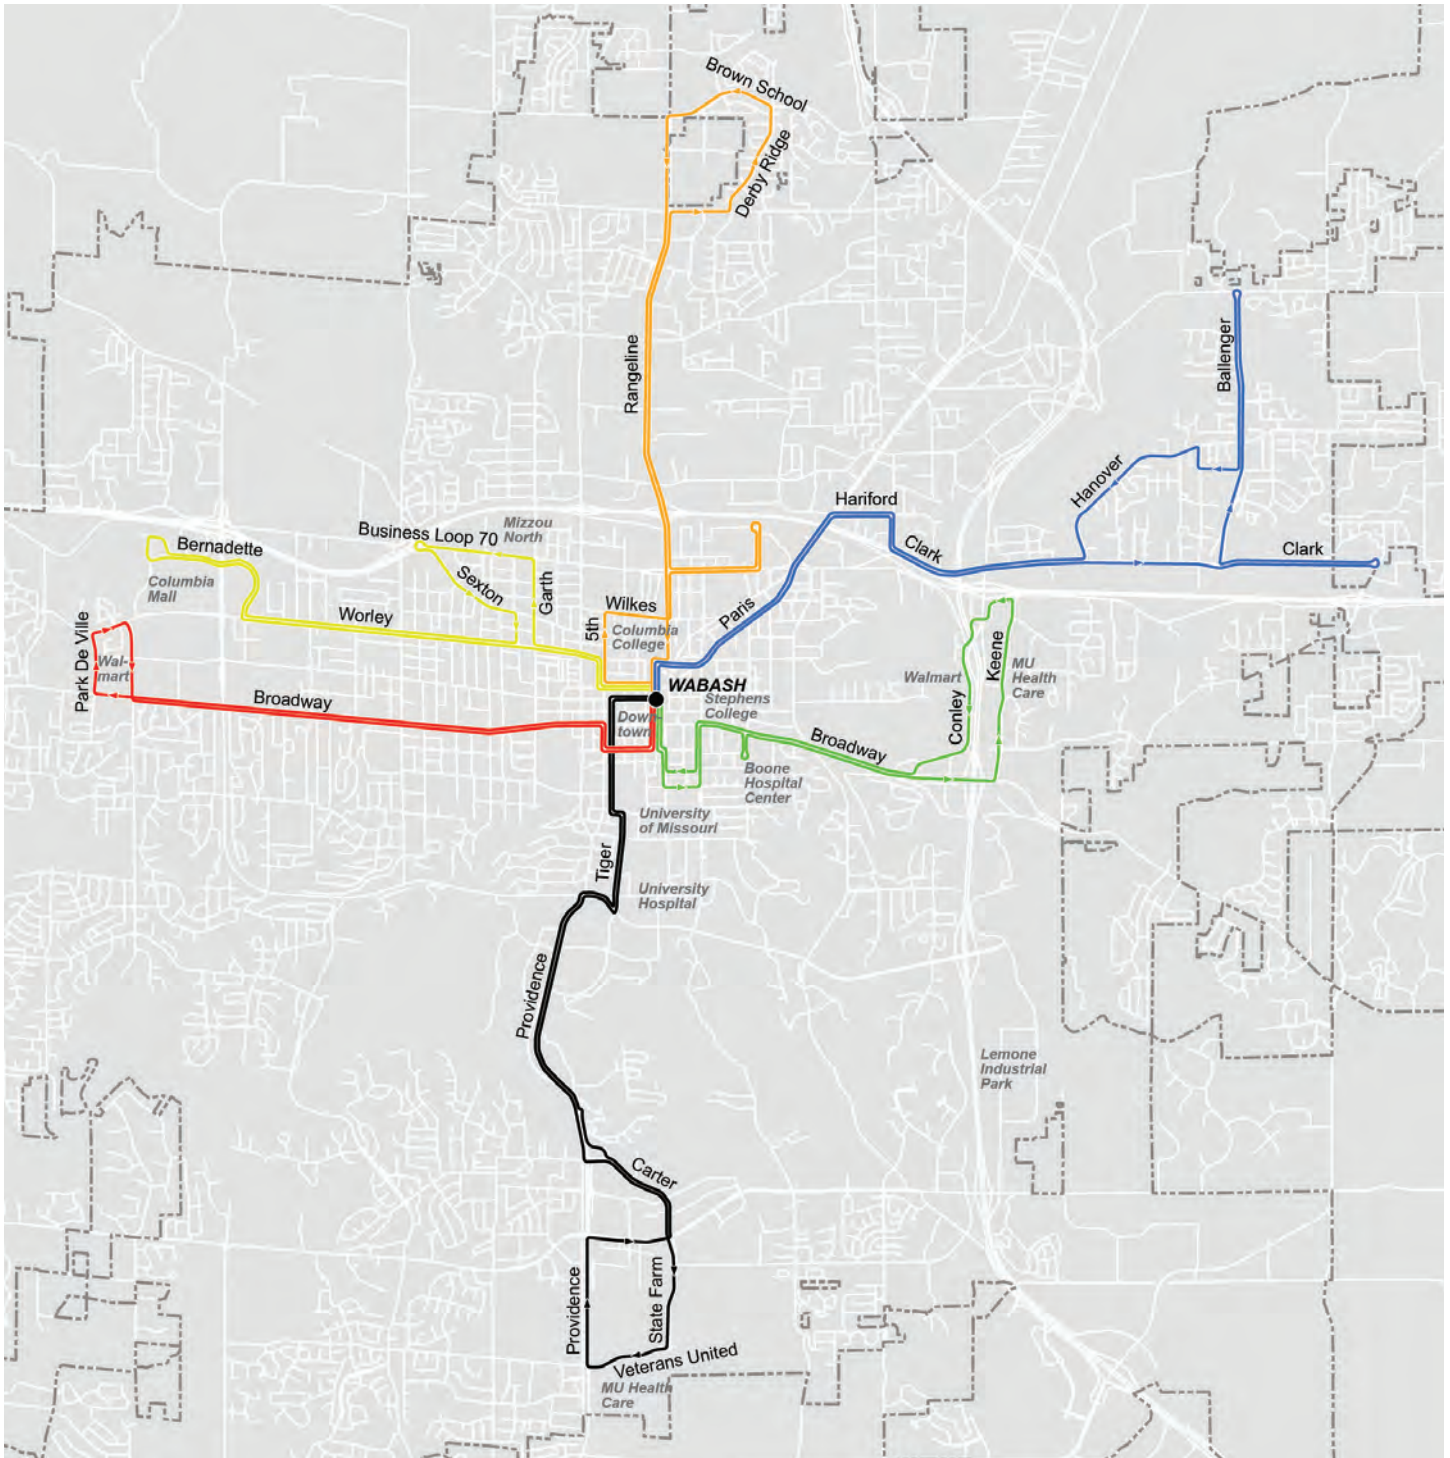 Brown School
Derby Ridge
Rangeline
Ballenger
Hanover
Hariford
Clark
Clark
Business Loop 70
Mizzou
North
Bernadette
Columbia
Mall
Sexton
Garth
Worley
Wilkes
5th
Columbia
College
Paris
Park De Ville
Wal-
mart
Broadway
WABASH
Stephens
College
Down-
town
Walmart
Conley
Keene
MU
Health
Care
Broadway
Boone
Hospital
Center
University
of Missouri
Tiger
University
Hospital
Providence
Lemone
Industrial
Park
Carter
Providence
State Farm
Veterans United
MU Health
Care